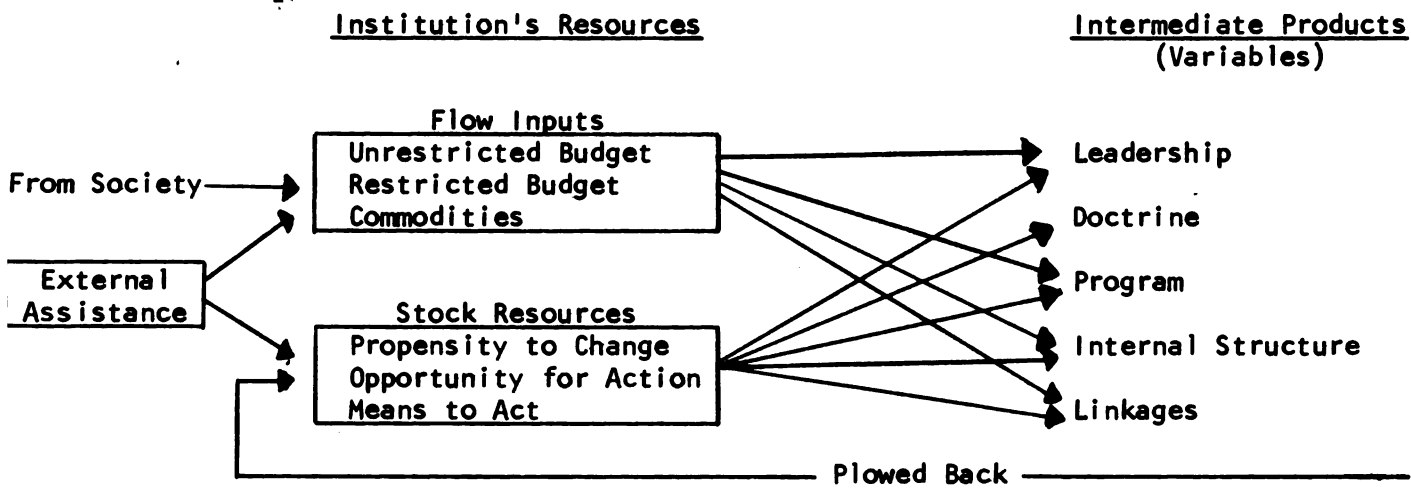 Institution's Resources
Intermediate Products
(Variables)
Flow Inputs
Unrestricted Budget
Restricted Budget
Commodities
From Society
External
Assistance
Stock Resources
Propensity to Change
Opportunity for Action
Means to Act
Leadership
Doctrine
Program
Internal Structure
Linkages
Plowed Back